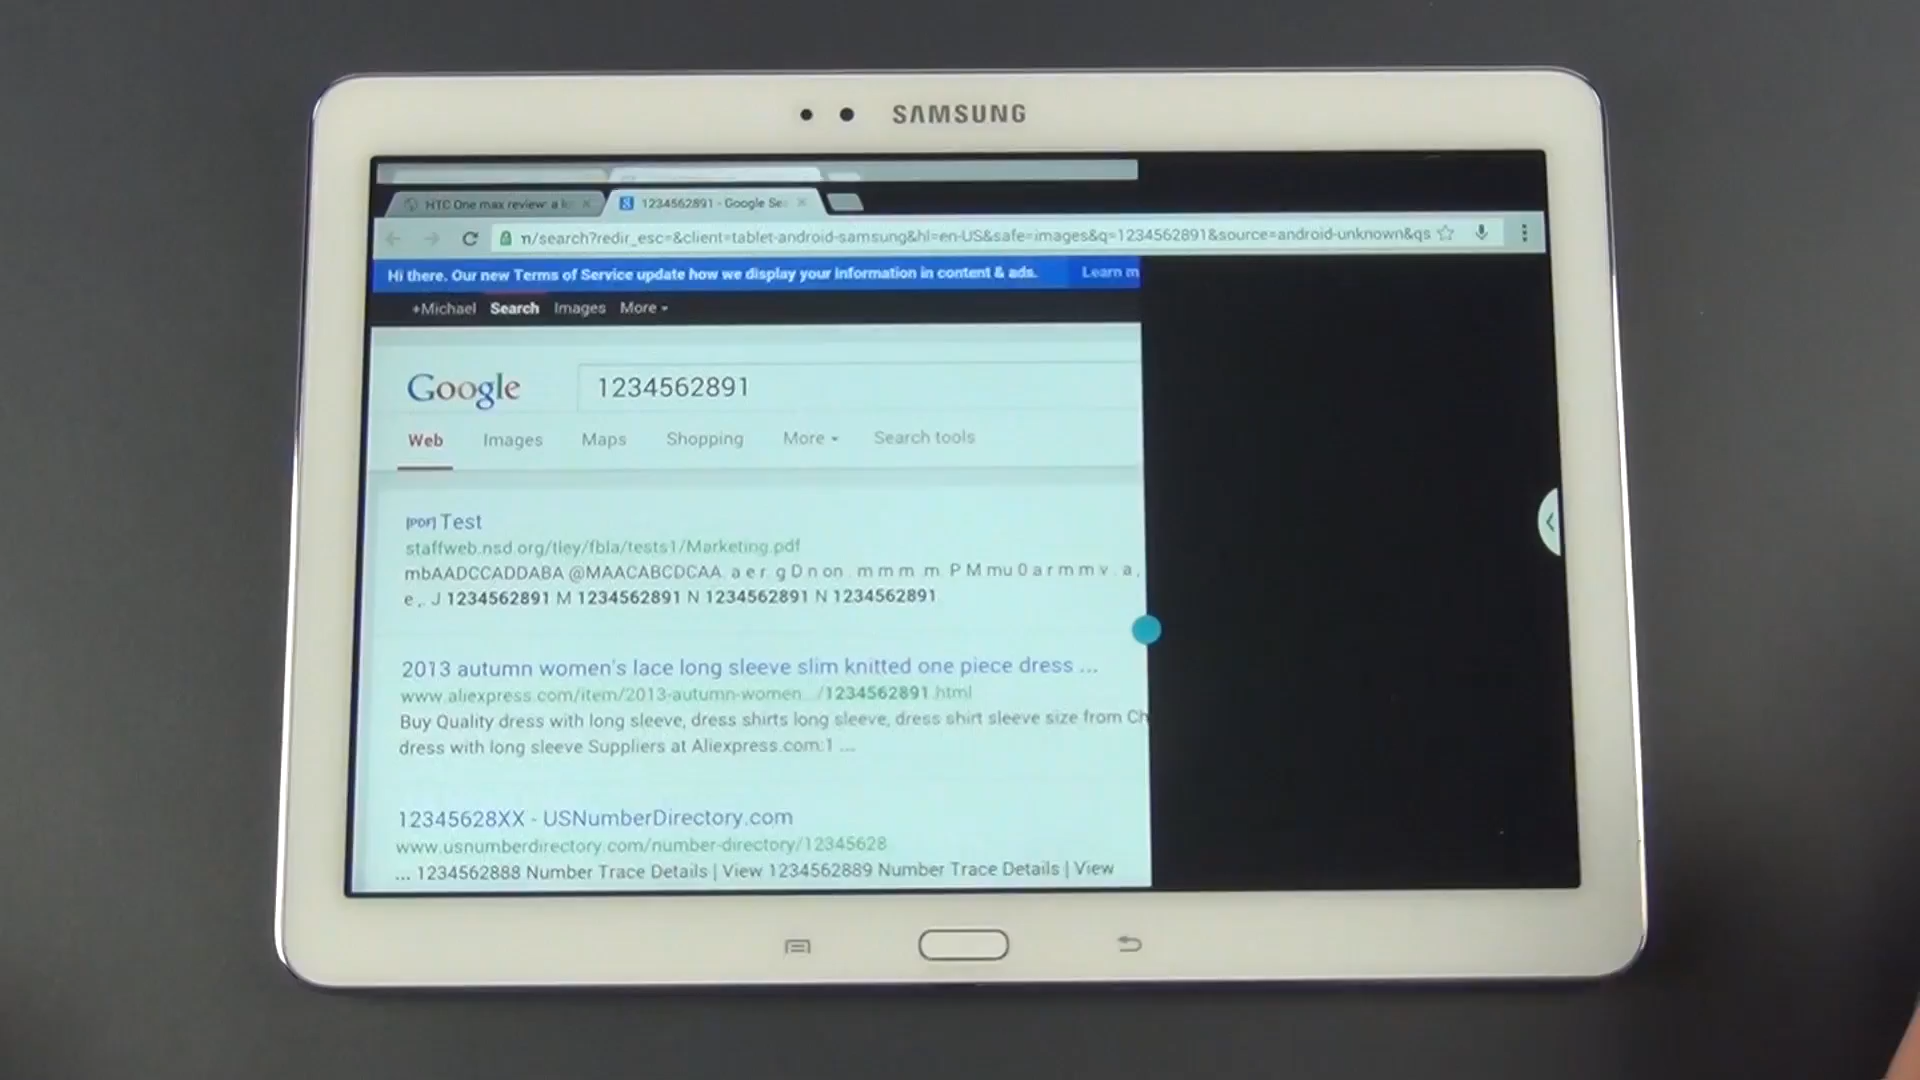 SAMSUNG
HTC One max review: a lo
1234562891 - Google Se
n/search?redir_esc=&client=tablet-android-samsung&hl=en-US&safe=images&q=1234562891&source=android-unknown&qs
Hi there. Our new Terms of Service update how we display your information in content & ads. Learn m
+Michael Search Images More
Google 1234562891
Web Images Maps Shopping More Search tools
[PDF] Test
staffweb.nsd.org/tley/fbla/tests1/Marketing.pdf
mbAADCCADDABA @MAACABCDCAA. a e r. g D n on . m m m. m. P M mu 0 a r m m v . a ,
e ,. J 1234562891 M 1234562891 N 1234562891 N 1234562891
2013 autumn women's lace long sleeve slim knitted one piece dress ...
www.aliexpress.com/item/2013-autumn-women.../1234562891.html
Buy Quality dress with long sleeve, dress shirts long sleeve, dress shirt sleeve size from Ch
dress with long sleeve Suppliers at Aliexpress.com:1 ...
12345628XX - USNumberDirectory.com
www.usnumberdirectory.com/number-directory/12345628
... 1234562888 Number Trace Details | View 1234562889 Number Trace Details | View